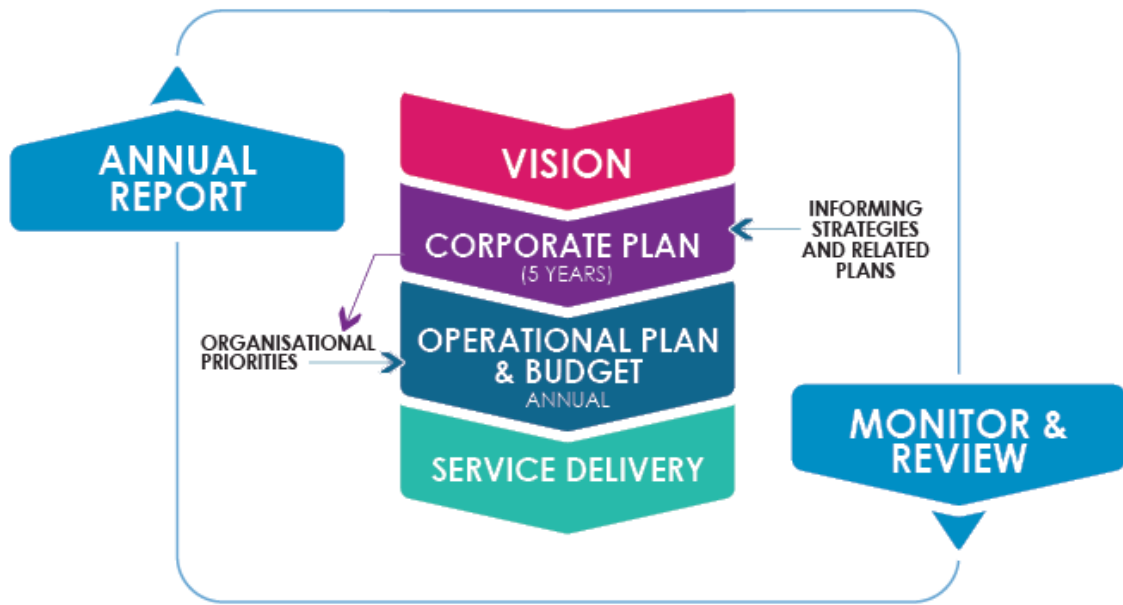 ANNUAL
REPORT
VISION
CORPORATE PLAN
(5 YEARS)
INFORMING
STRATEGIES
AND RELATED
PLANS
ORGANISATIONAL
PRIORITIES
OPERATIONAL PLAN
& BUDGET
ANNUAL
SERVICE DELIVERY
MONITOR &
REVIEW